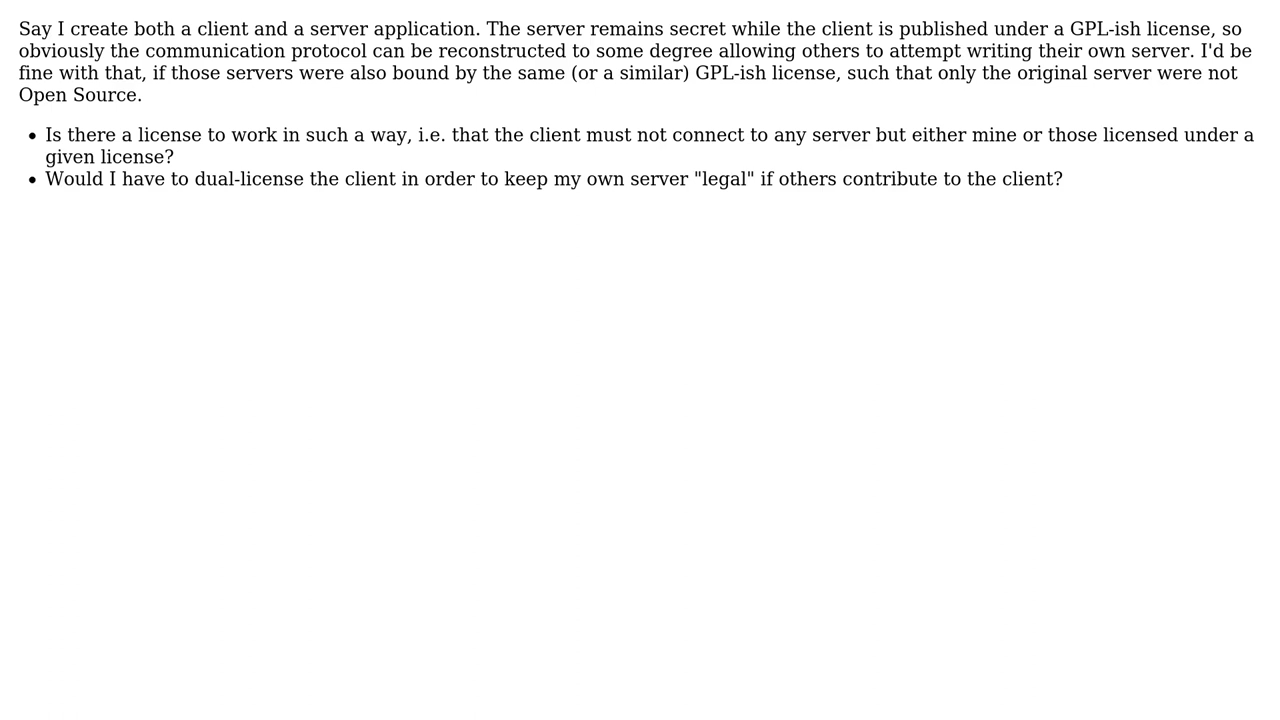 Say I create both a client and a server application. The server remains secret while the client is published under a GPL-ish license, so
obviously the communication protocol can be reconstructed to some degree allowing others to attempt writing their own server. I'd be
fine with that, if those servers were also bound by the same (or a similar) GPL-ish license, such that only the original server were not
Open Source.
• Is there a license to work in such a way, i.e. that the client must not connect to any server but either mine or those licensed under a
given license?
• Would I have to dual-license the client in order to keep my own server "legal" if others contribute to the client?